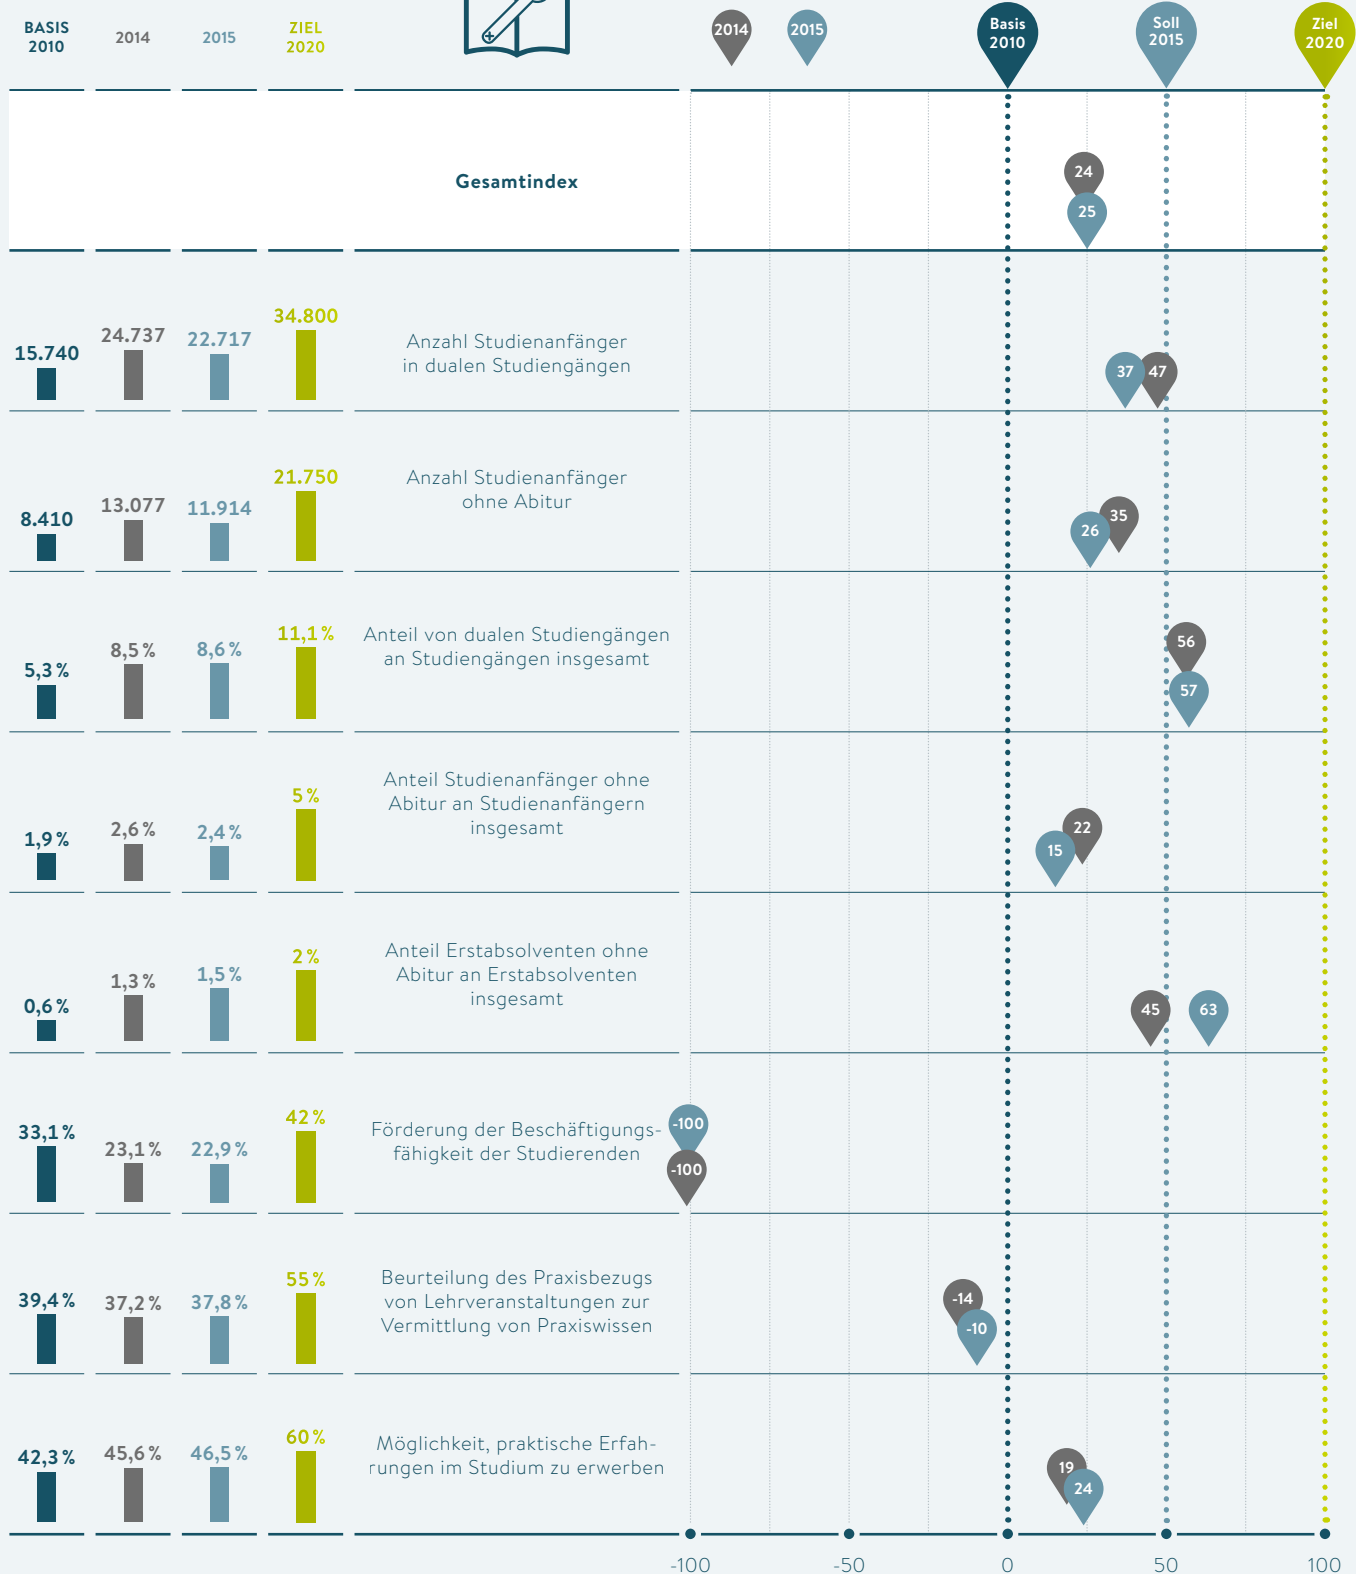 BASIS
2010
2014
2015
ZIEL
2020
2014
2015
Basis
2010
Soll
2015
Ziel
2020
Gesamtindex
24
25
15.740
24.737
22.717
34.800
Anzahl Studienanfänger
in dualen Studiengängen
37
47
8.410
13.077
11.914
21.750
Anzahl Studienanfänger
ohne Abitur
26
35
5,3 %
8,5 %
8,6 %
11,1 %
Anteil von dualen Studiengängen
an Studiengängen insgesamt
56
57
1,9 %
2,6 %
2,4 %
5 %
Anteil Studienanfänger ohne
Abitur an Studienanfängern
insgesamt
22
15
0,6 %
1,3 %
1,5 %
2 %
Anteil Erstabsolventen ohne
Abitur an Erstabsolventen
insgesamt
45
63
33,1 %
23,1 %
22,9 %
42 %
Förderung der Beschäftigungs-
fähigkeit der Studierenden
-100
-100
39,4 %
37,2 %
37,8 %
55 %
Beurteilung des Praxisbezugs
von Lehrveranstaltungen zur
Vermittlung von Praxiswissen
-14
-10
42,3 %
45,6 %
46,5 %
60 %
Möglichkeit, praktische Erfah-
rungen im Studium zu erwerben
19
24
-100
-50
0
50
100